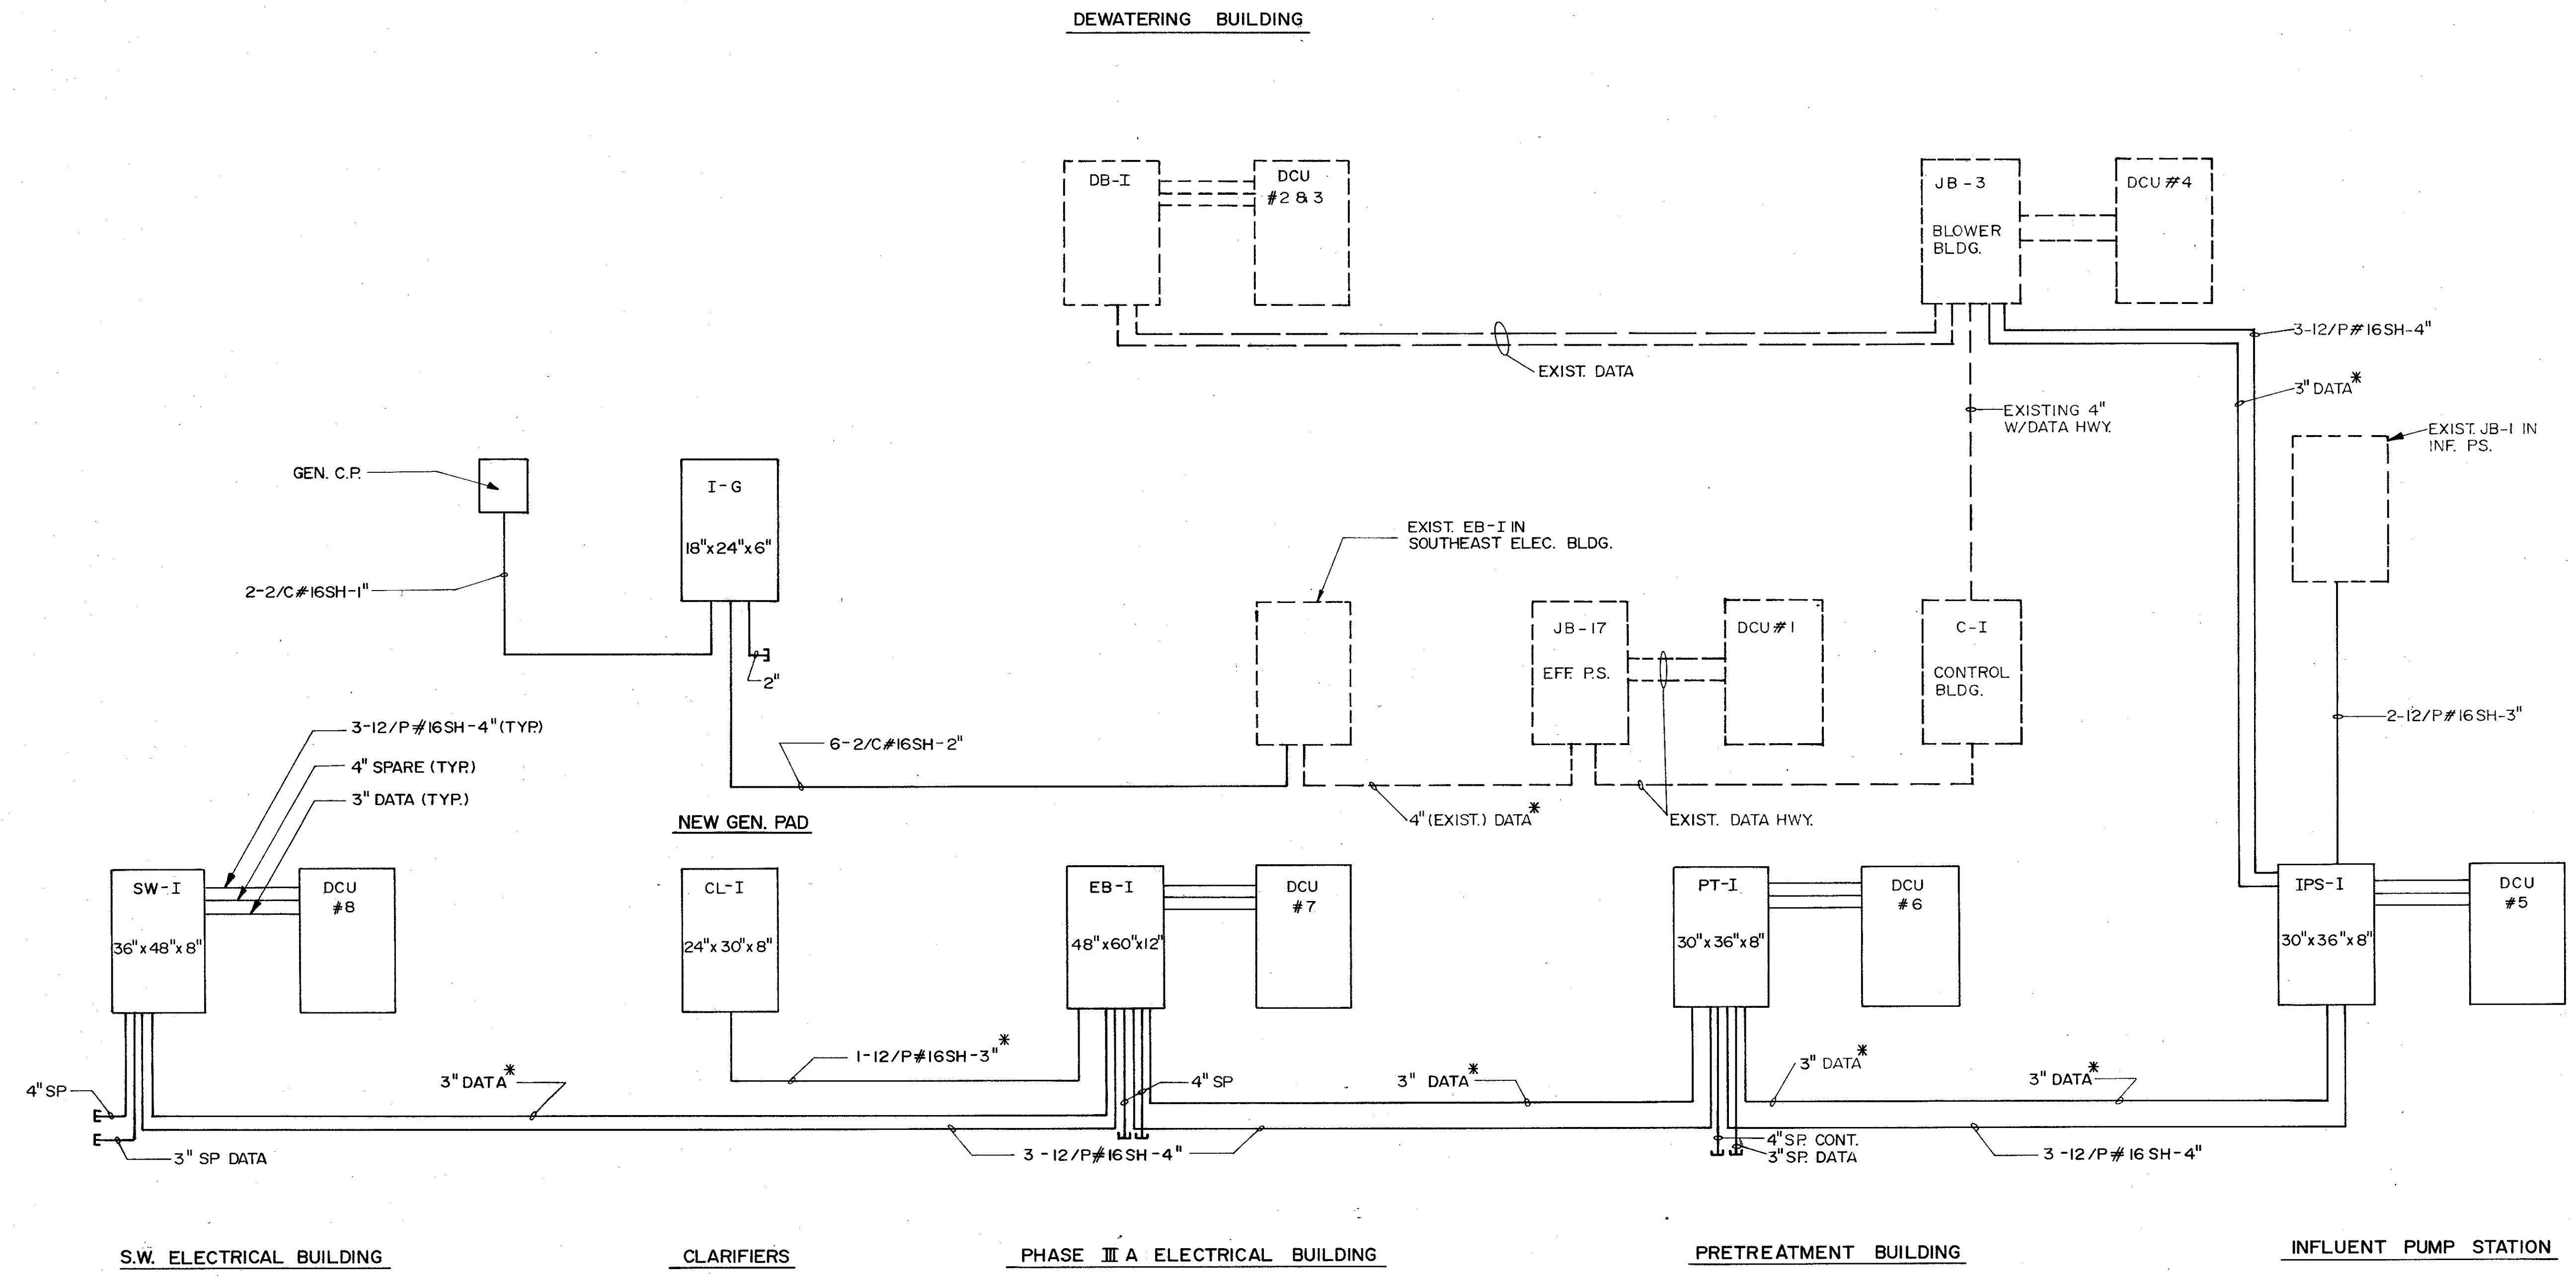 DEWATERING BUILDING
DB-I
DCU
#2 & 3
JB-3
BLOWER
BLDG.
DCU#4
3-12/P#16SH-4"
EXIST. DATA
3" DATA*
EXISTING 4"
W/DATA HWY.
EXIST. JB-I IN
INF. P.S.
GEN. C.P.
I-G
18"x24"x6"
2-2/C#16SH-1"
2"
EXIST. EB-I IN
SOUTHEAST ELEC. BLDG.
JB-17
EFF. P.S.
DCU#1
C-I
CONTROL
BLDG.
2-12/P#16SH-3"
3-12/P#16SH-4"(TYP.)
4" SPARE (TYP.)
3" DATA (TYP.)
6-2/C#16SH-2"
4"(EXIST.) DATA*
EXIST. DATA HWY.
NEW GEN. PAD
SW-I
36"x48"x8"
DCU
#8
CL-I
24"x30"x8"
EB-I
48"x60"x12"
DCU
#7
PT-I
30"x36"x8"
DCU
#6
IPS-I
30"x36"x8"
DCU
#5
1-12/P#16SH-3"*
4" SP
3" DATA*
4" SP
3" DATA*
3" DATA*
3" DATA*
3" SP DATA
3-12/P#16SH-4"
4" SP. CONT.
3" SP. DATA
3-12/P#16SH-4"
S.W. ELECTRICAL BUILDING
CLARIFIERS
PHASE III A ELECTRICAL BUILDING
PRETREATMENT BUILDING
INFLUENT PUMP STATION